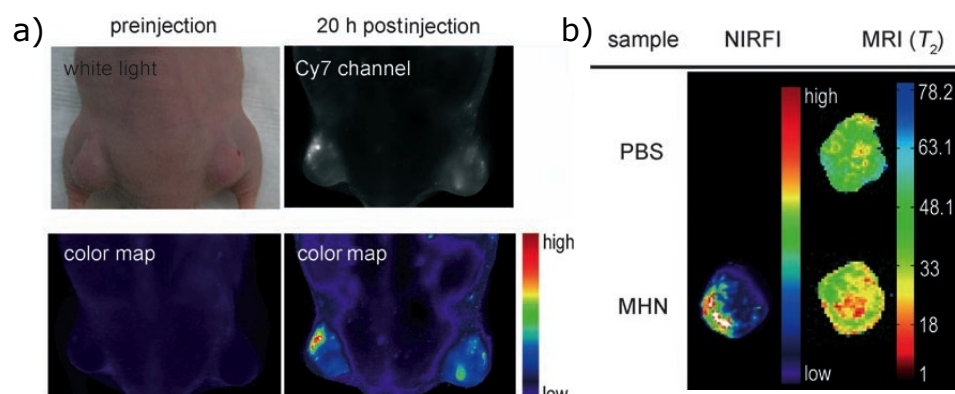 a)
preinjection
20 h postinjection
white light
Cy7 channel
color map
color map
high
low
b)
sample
NIRFI
MRI (T2)
PBS
MHN
high
low
78.2
63.1
48.1
33
18
1